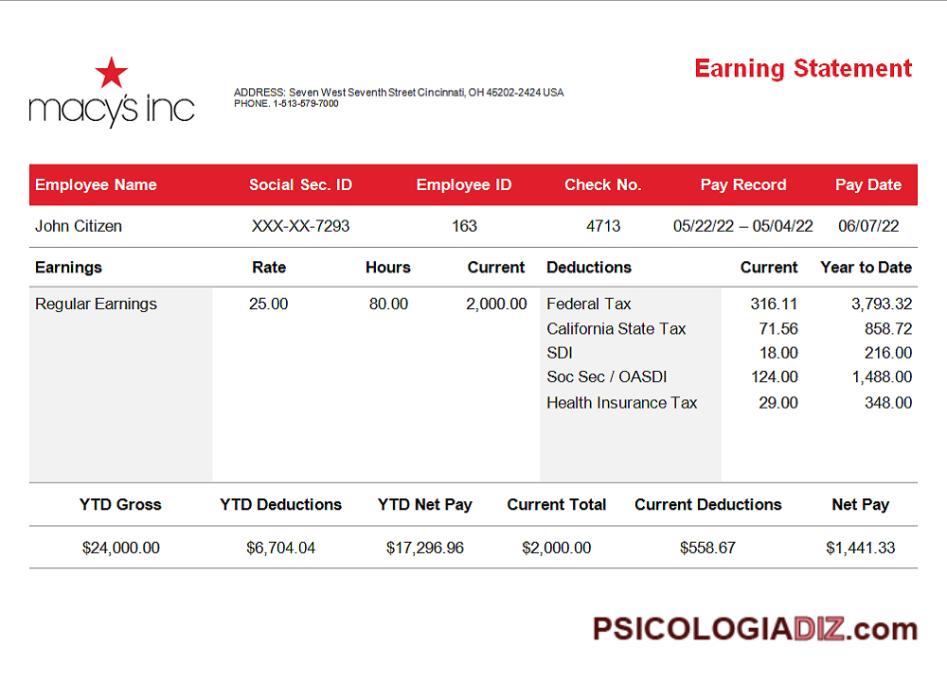 Earning Statement
macy's inc
ADDRESS: Seven West Seventh Street Cincinnati, OH 45202-2424 USA
PHONE. 1-513-579-7000
Employee Name Social Sec. ID Employee ID Check No. Pay Record Pay Date
John Citizen XXX-XX-7293 163 4713 05/22/22 – 05/04/22 06/07/22
Earnings Rate Hours Current Deductions Current Year to Date
Regular Earnings 25.00 80.00 2,000.00 Federal Tax 316.11 3,793.32
California State Tax 71.56 858.72
SDI 18.00 216.00
Soc Sec / OASDI 124.00 1,488.00
Health Insurance Tax 29.00 348.00
YTD Gross YTD Deductions YTD Net Pay Current Total Current Deductions Net Pay
$24,000.00 $6,704.04 $17,296.96 $2,000.00 $558.67 $1,441.33
PSICOLOGIADIZ.com